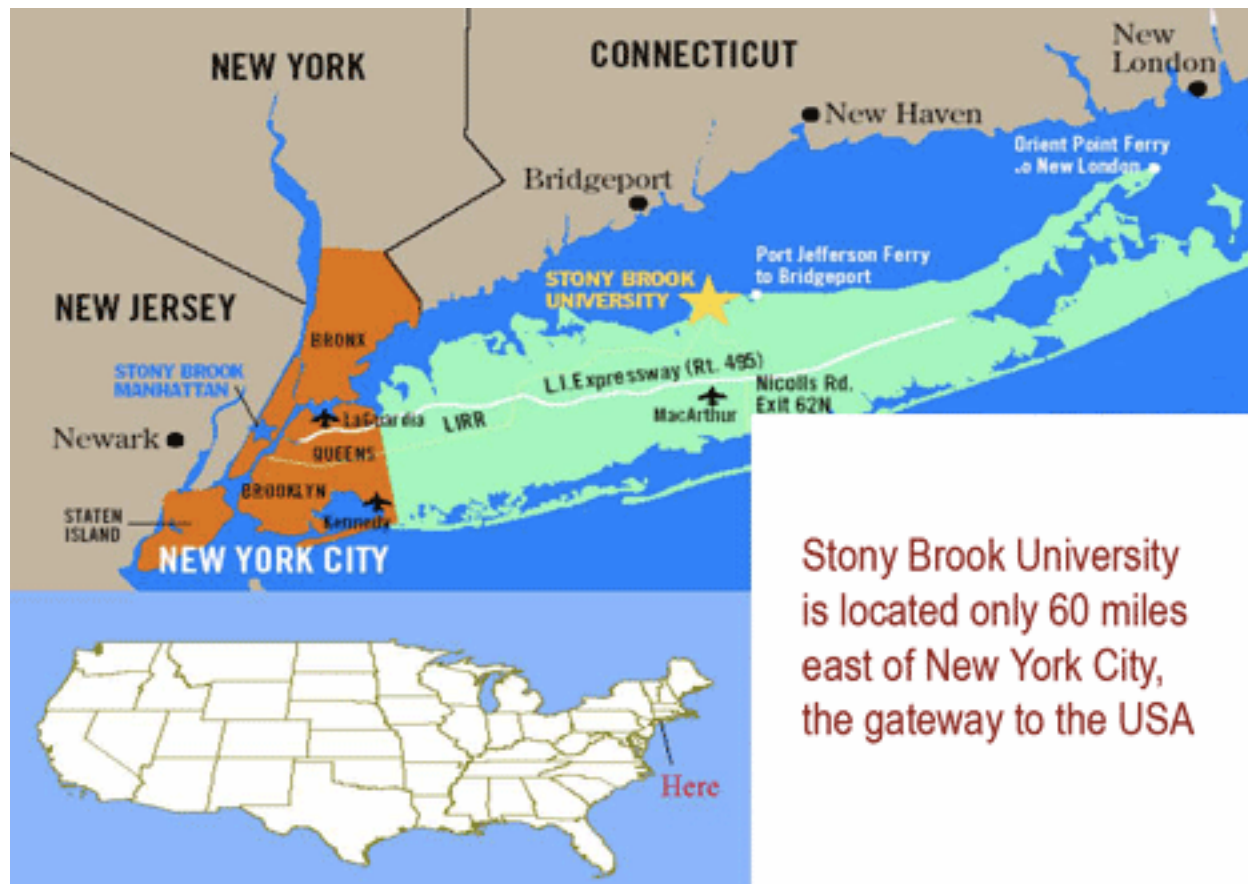 NEW YORK
CONNECTICUT
New
London
New Haven
Orient Point Ferry
to New London
Bridgeport
Port Jefferson Ferry
to Bridgeport
STONY BROOK
UNIVERSITY
NEW JERSEY
BRONX
STONY BROOK
MANHATTAN
L.I.Expressway (Rt. 495)
Nicolls Rd.
Exit 62N
MacArthur
LaGuardia
LIRR
Newark
QUEENS
BROOKLYN
Kennedy
STATEN
ISLAND
NEW YORK CITY
Stony Brook University
is located only 60 miles
east of New York City,
the gateway to the USA
Here